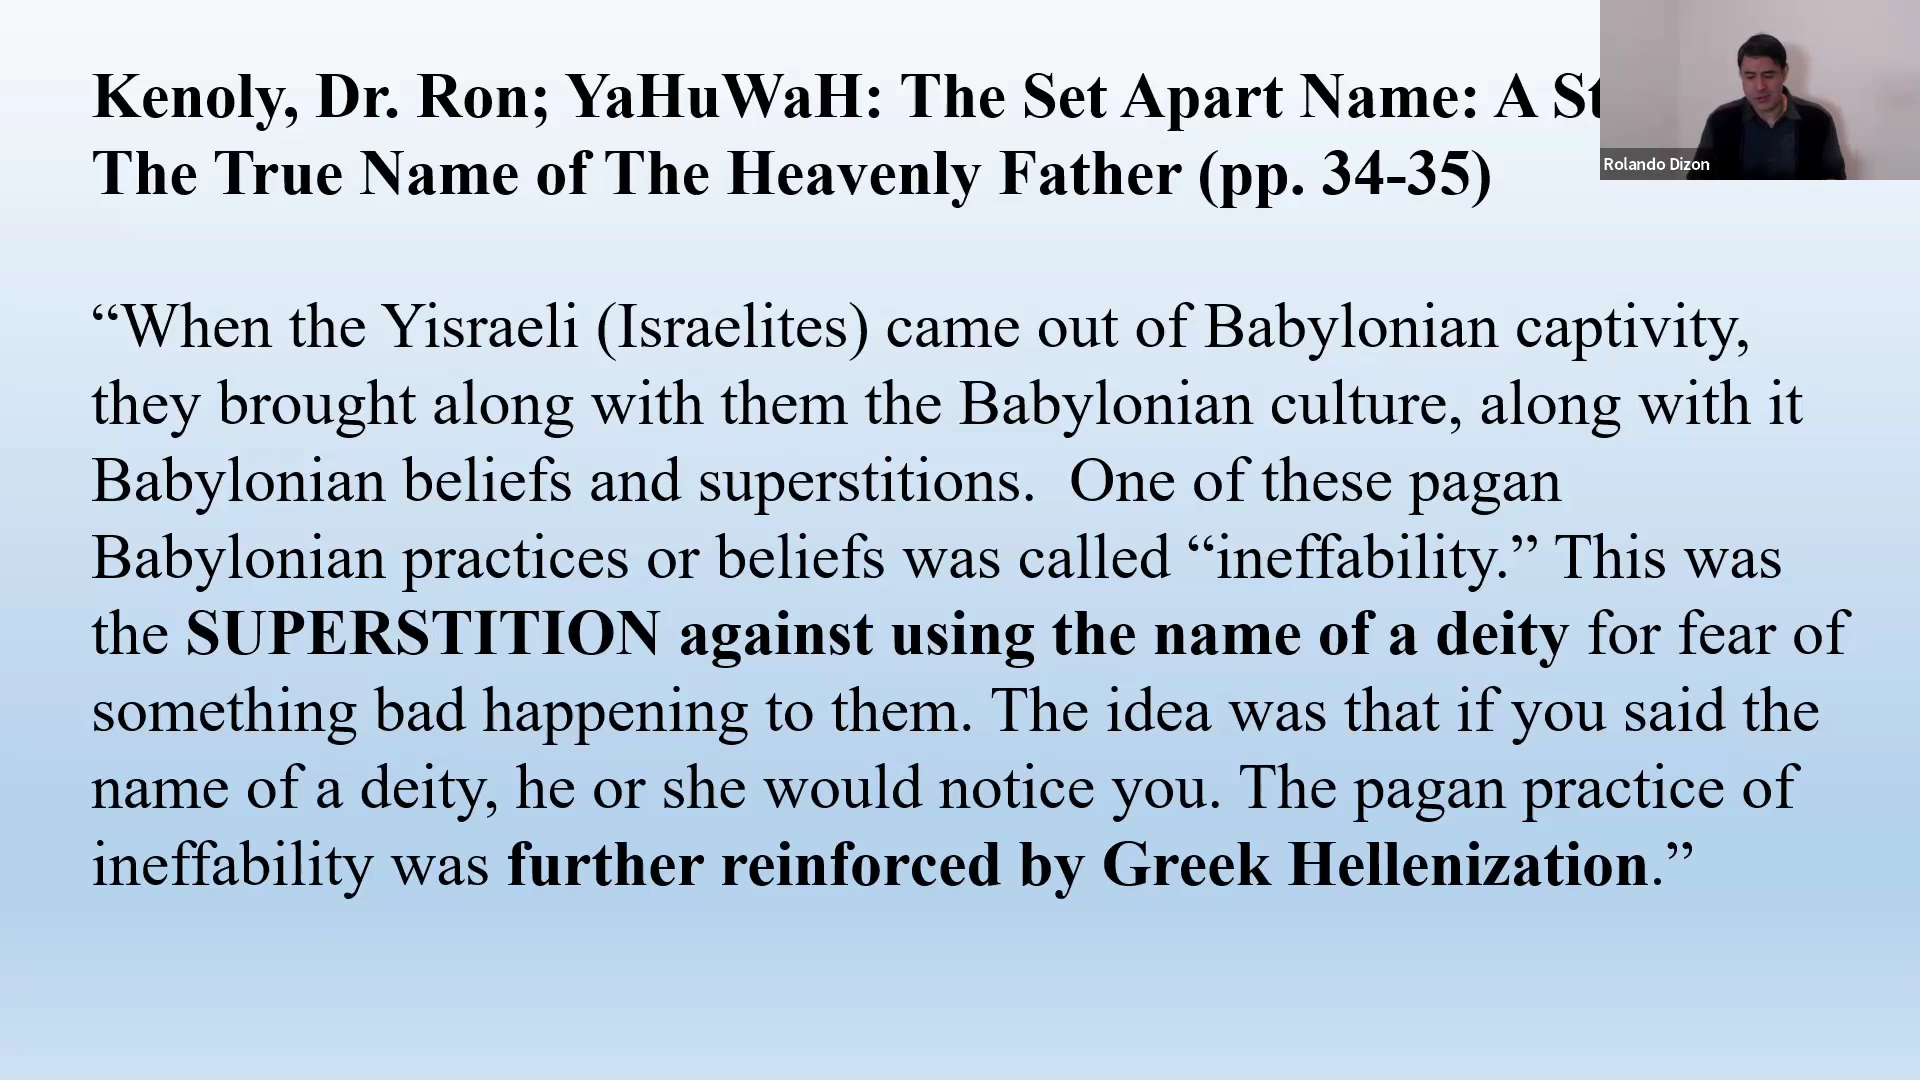 Kenoly, Dr. Ron; YaHuWaH: The Set Apart Name: A
The True Name of The Heavenly Father (pp. 34-35)
Rolando Dizon
“When the Yisraeli (Israelites) came out of Babylonian captivity,
they brought along with them the Babylonian culture, along with it
Babylonian beliefs and superstitions.  One of these pagan
Babylonian practices or beliefs was called “ineffability.” This was
the SUPERSTITION against using the name of a deity for fear of
something bad happening to them. The idea was that if you said the
name of a deity, he or she would notice you. The pagan practice of
ineffability was further reinforced by Greek Hellenization.”